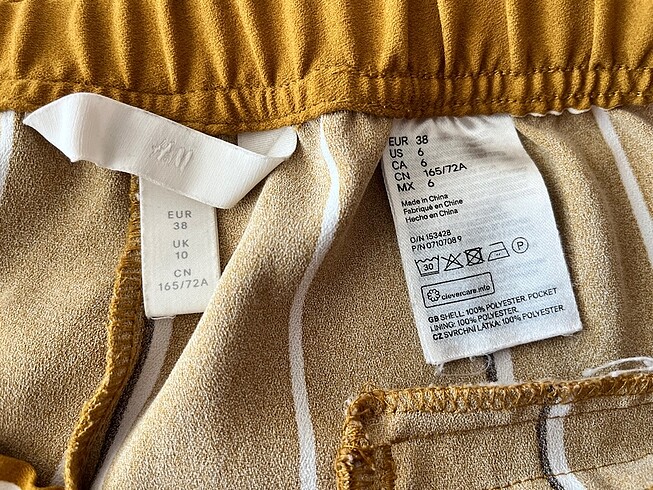 H&M
EUR
38
UK
10
CN
165/72A
EUR 38
US 6
CA 6
CN 165/72A
MX 6
Made in China
Fabriqué en Chine
Hecho en China
D/N 153428
P/N 0710708 9
30
P
clevercare.info
GB SHELL: 100% POLYESTER. POCKET
LINING: 100% POLYESTER.
CZ SVRCHNI LÁTKA: 100% POLYESTER.